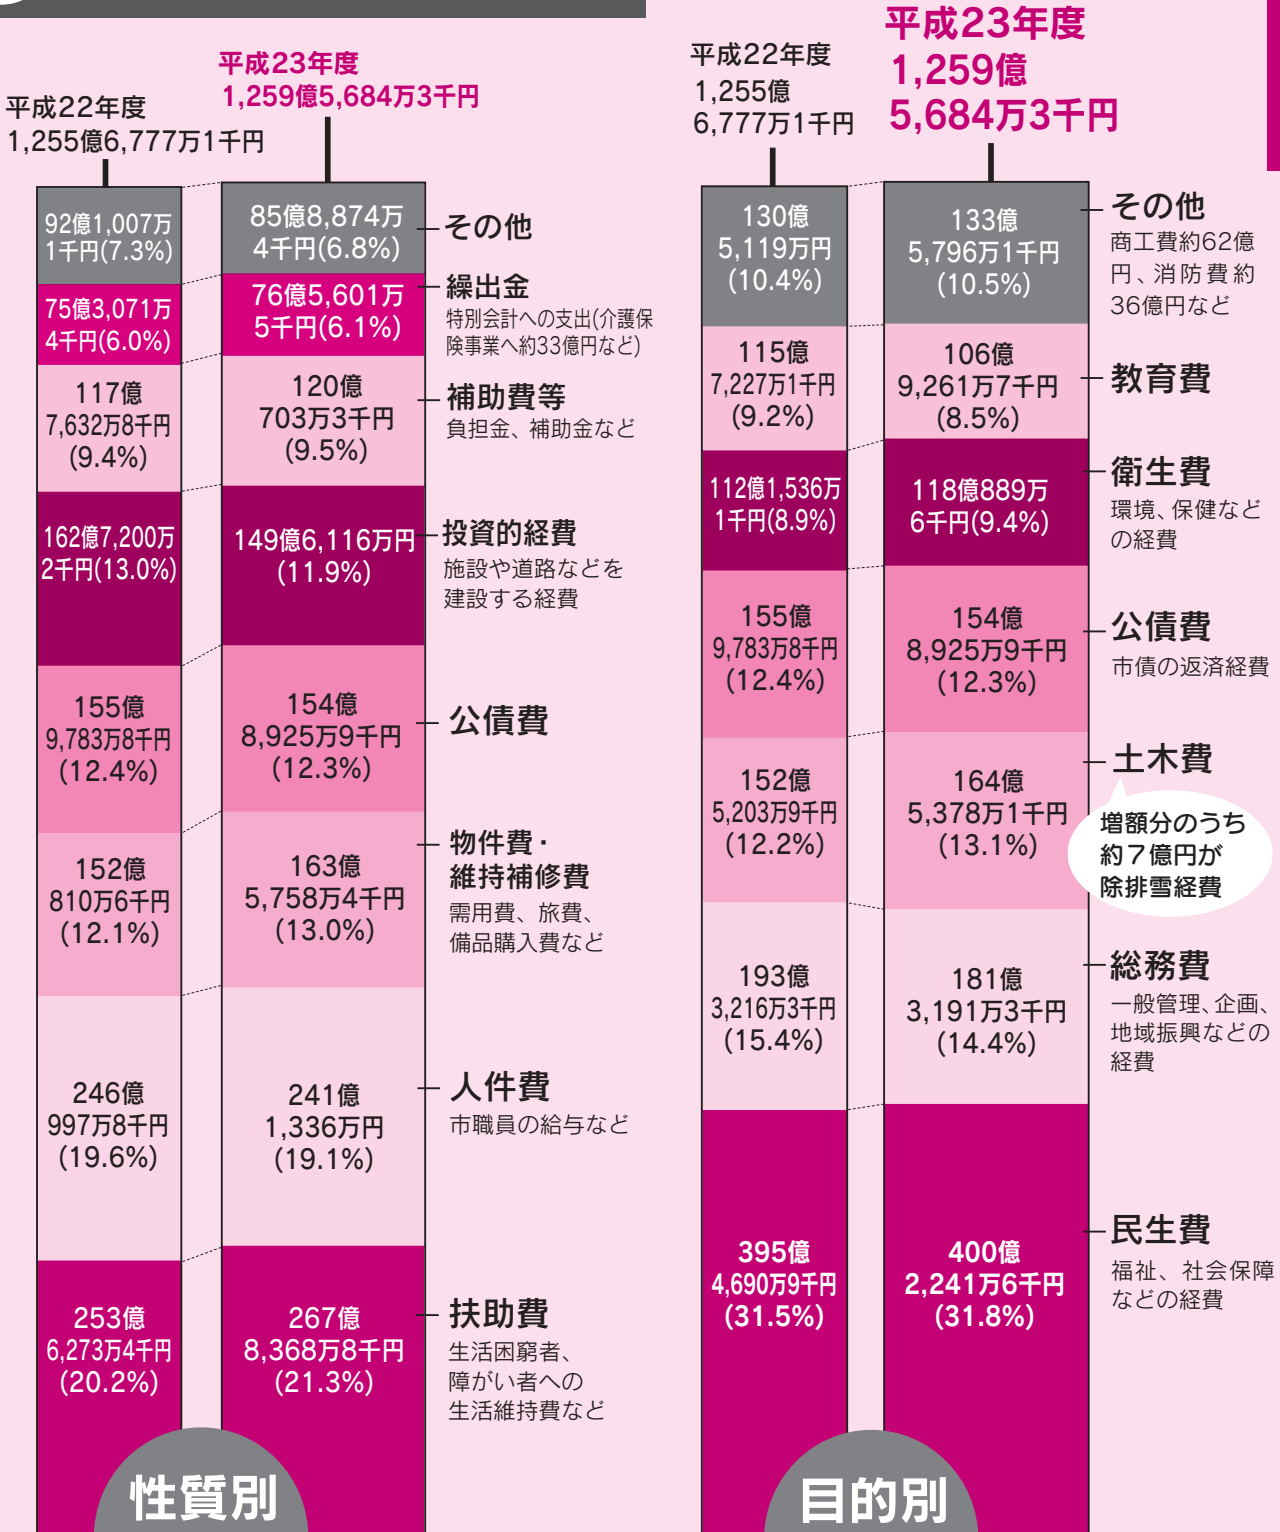 平成22年度
1,255億6,777万1千円
平成23年度
1,259億5,684万3千円
92億1,007万
1千円(7.3%)
75億3,071万
4千円(6.0%)
117億
7,632万8千円
(9.4%)
162億7,200万
2千円(13.0%)
155億
9,783万8千円
(12.4%)
152億
810万6千円
(12.1%)
246億
997万8千円
(19.6%)
253億
6,273万4千円
(20.2%)
85億8,874万
4千円(6.8%)
76億5,601万
5千円(6.1%)
120億
703万3千円
(9.5%)
149億6,116万円
(11.9%)
154億
8,925万9千円
(12.3%)
163億
5,758万4千円
(13.0%)
241億
1,336万円
(19.1%)
267億
8,368万8千円
(21.3%)
その他
繰出金
特別会計への支出(介護保
険事業へ約33億円など)
補助費等
負担金、補助金など
投資的経費
施設や道路などを
建設する経費
公債費
物件費・
維持補修費
需用費、旅費、
備品購入費など
人件費
市職員の給与など
扶助費
生活困窮者、
障がい者への
生活維持費など
性質別
平成22年度
1,255億
6,777万1千円
平成23年度
1,259億
5,684万3千円
130億
5,119万円
(10.4%)
115億
7,227万1千円
(9.2%)
112億1,536万
1千円(8.9%)
155億
9,783万8千円
(12.4%)
152億
5,203万9千円
(12.2%)
193億
3,216万3千円
(15.4%)
395億
4,690万9千円
(31.5%)
133億
5,796万1千円
(10.5%)
106億
9,261万7千円
(8.5%)
118億889万
6千円(9.4%)
154億
8,925万9千円
(12.3%)
164億
5,378万1千円
(13.1%)
181億
3,191万3千円
(14.4%)
400億
2,241万6千円
(31.8%)
その他
商工費約62億
円、消防費約
36億円など
教育費
衛生費
環境、保健など
の経費
公債費
市債の返済経費
土木費
増額分のうち
約7億円が
除排雪経費
総務費
一般管理、企画、
地域振興などの
経費
民生費
福祉、社会保障
などの経費
目的別